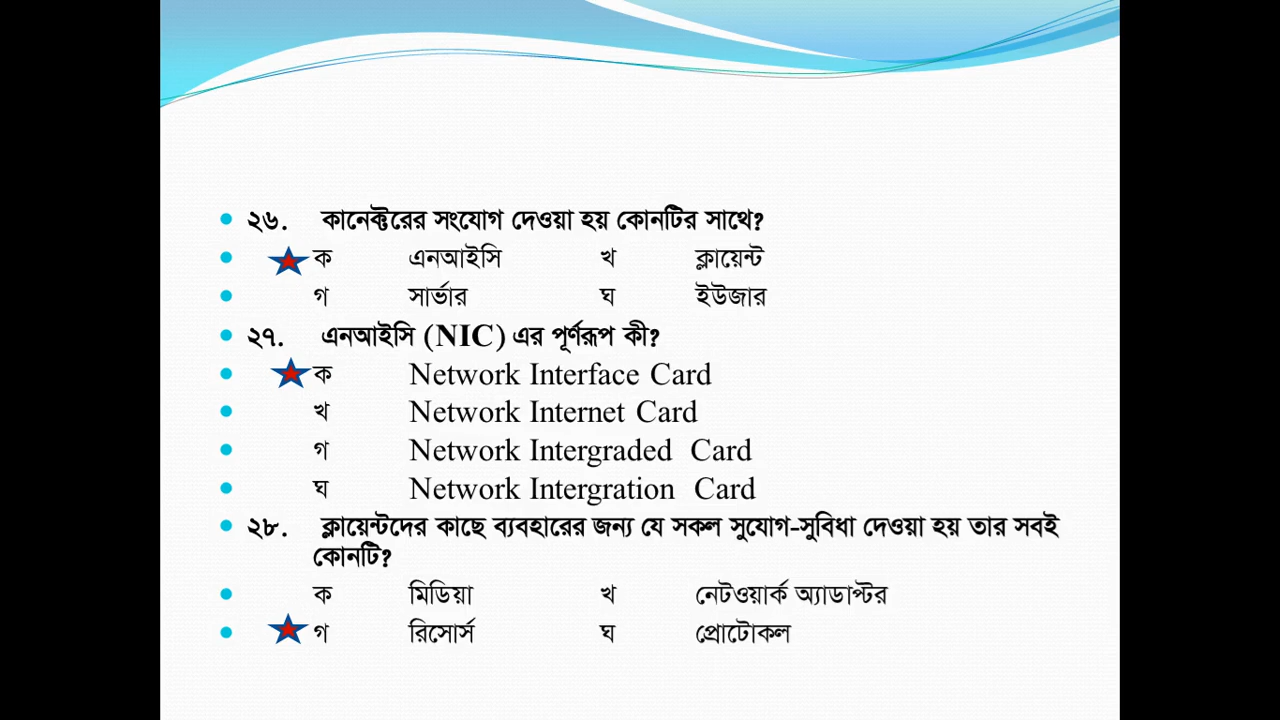 ২৬. কানেক্টরের সংযোগ দেওয়া হয় কোনটির সাথে?
ক এনআইসি খ ক্লায়েন্ট
গ সার্ভার ঘ ইউজার
২৭. এনআইসি (NIC) এর পূর্ণরূপ কী?
ক Network Interface Card
খ Network Internet Card
গ Network Intergraded Card
ঘ Network Intergration Card
২৮. ক্লায়েন্টদের কাছে ব্যবহারের জন্য যে সকল সুযোগ-সুবিধা দেওয়া হয় তার সবই
কোনটি?
ক মিডিয়া খ নেটওয়ার্ক অ্যাডাপ্টর
গ রিসোর্স ঘ প্রোটোকল